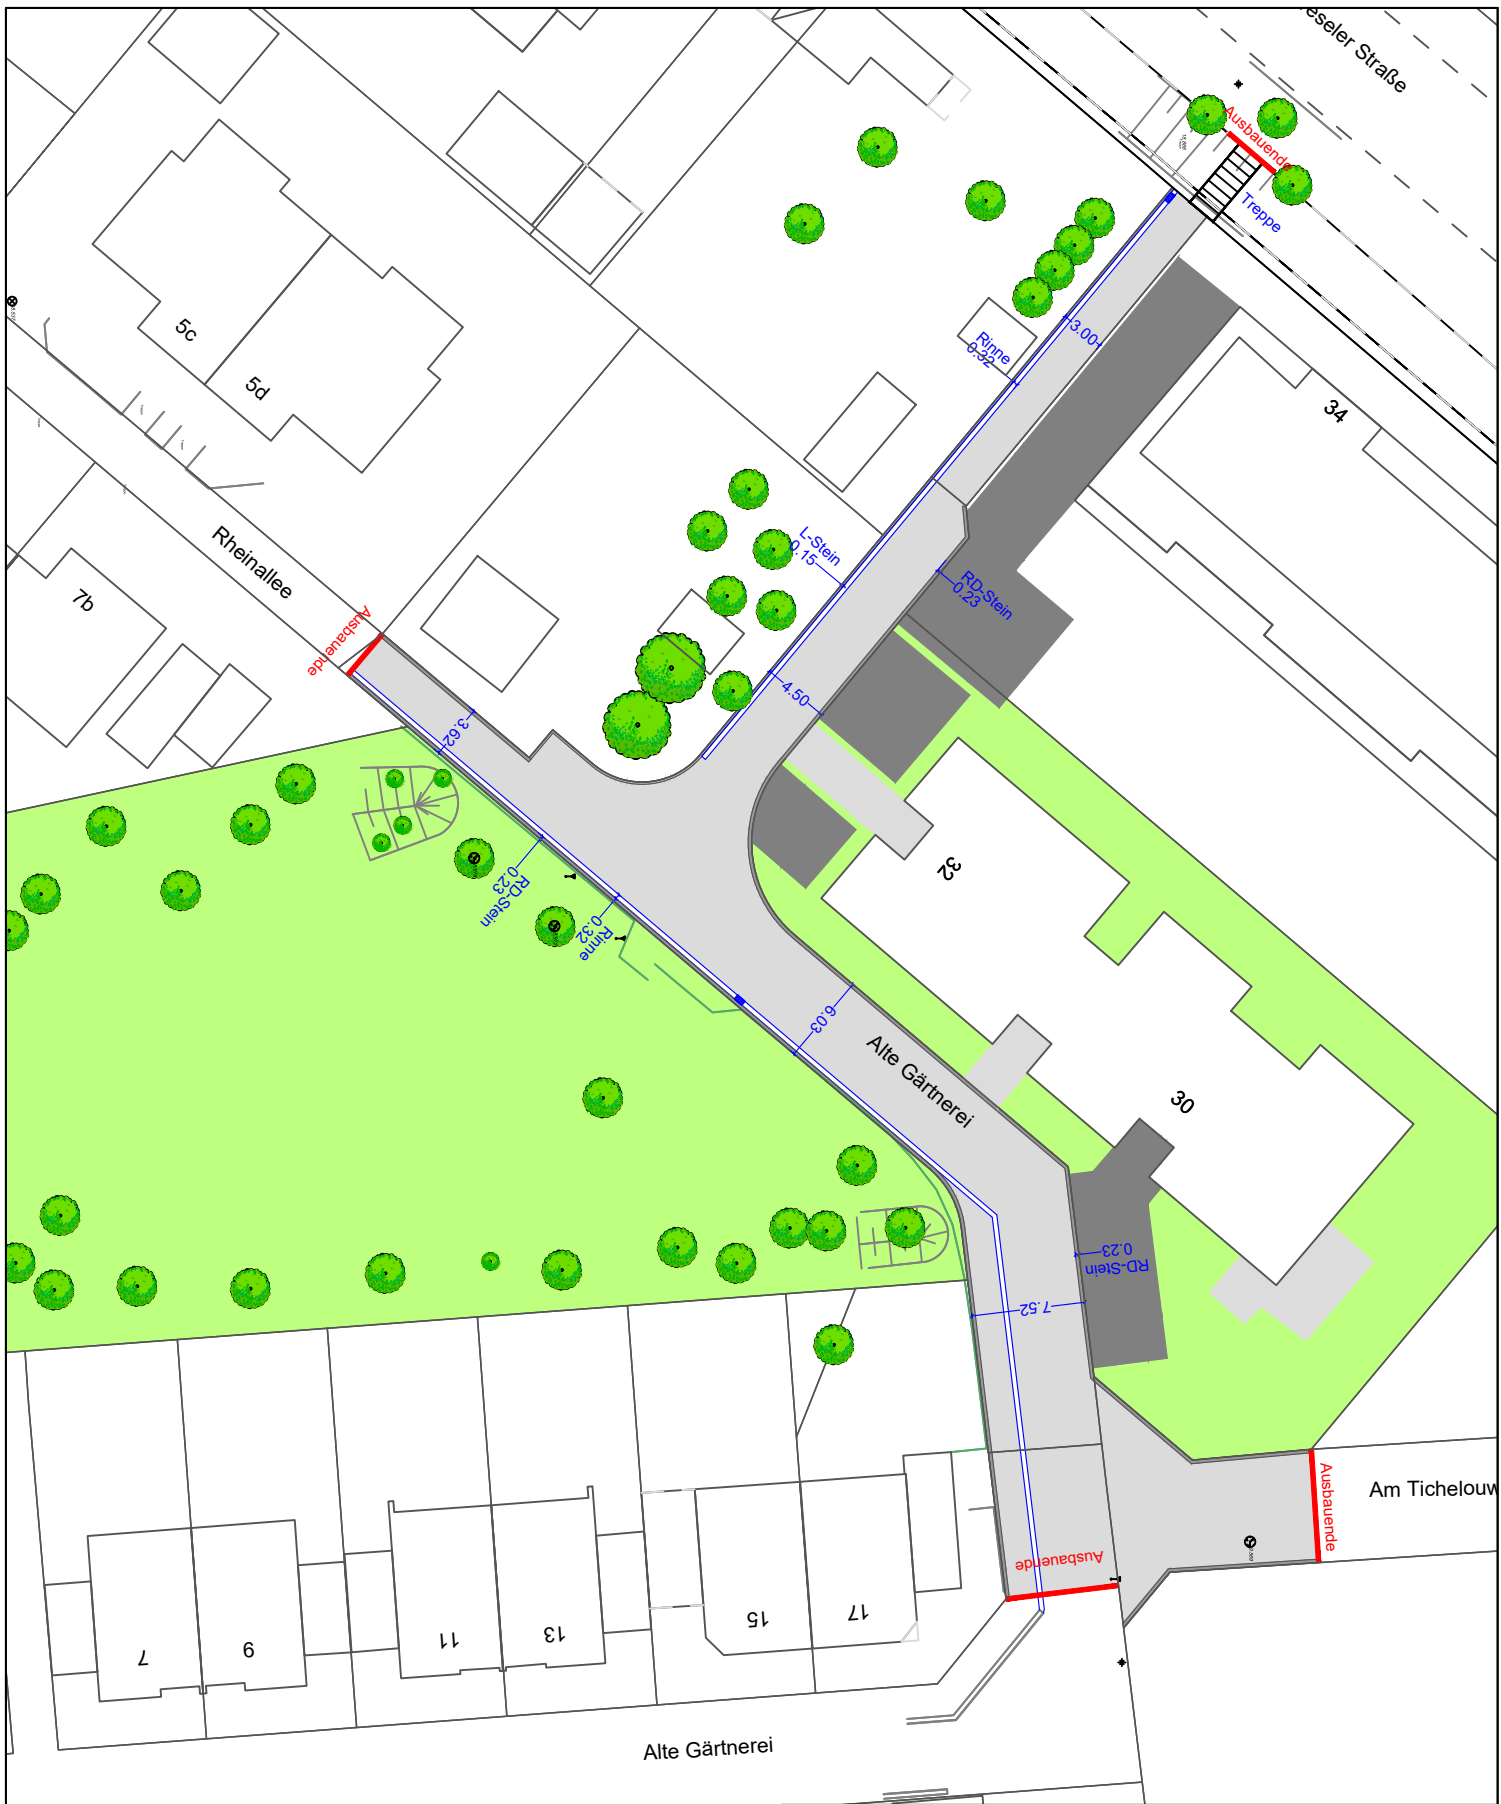 eseler Straße
Ausbauende
Treppe
3.00
Rinne
0.32
34
5c
5d
L-Stein
0.15
RD-Stein
0.23
Rheinallee
7b
Ausbauende
4.50
3.62
32
RD-Stein
0.23
Rinne
0.32
6.03
Alte Gärtnerei
30
RD-Stein
0.23
7.52
Ausbauende
Am Tichelouw
Ausbauende
7
9
11
13
15
17
Alte Gärtnerei